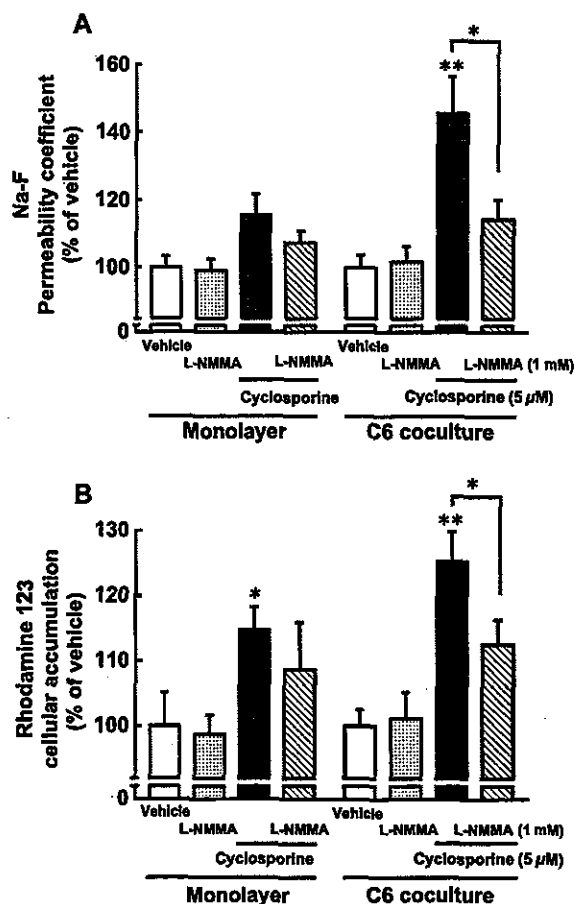 A
Na-F
Permeability coefficient
(% of vehicle)
160
140
120
100
0
**
*
Vehicle
L-NMMA
L-NMMA
Vehicle
L-NMMA
L-NMMA (1 mM)
Cyclosporine
Cyclosporine (5 µM)
Monolayer
C6 coculture
B
Rhodamine 123
cellular accumulation
(% of vehicle)
130
120
110
100
0
*
**
*
Vehicle
L-NMMA
L-NMMA
Vehicle
L-NMMA
L-NMMA (1 mM)
Cyclosporine
Cyclosporine (5 µM)
Monolayer
C6 coculture